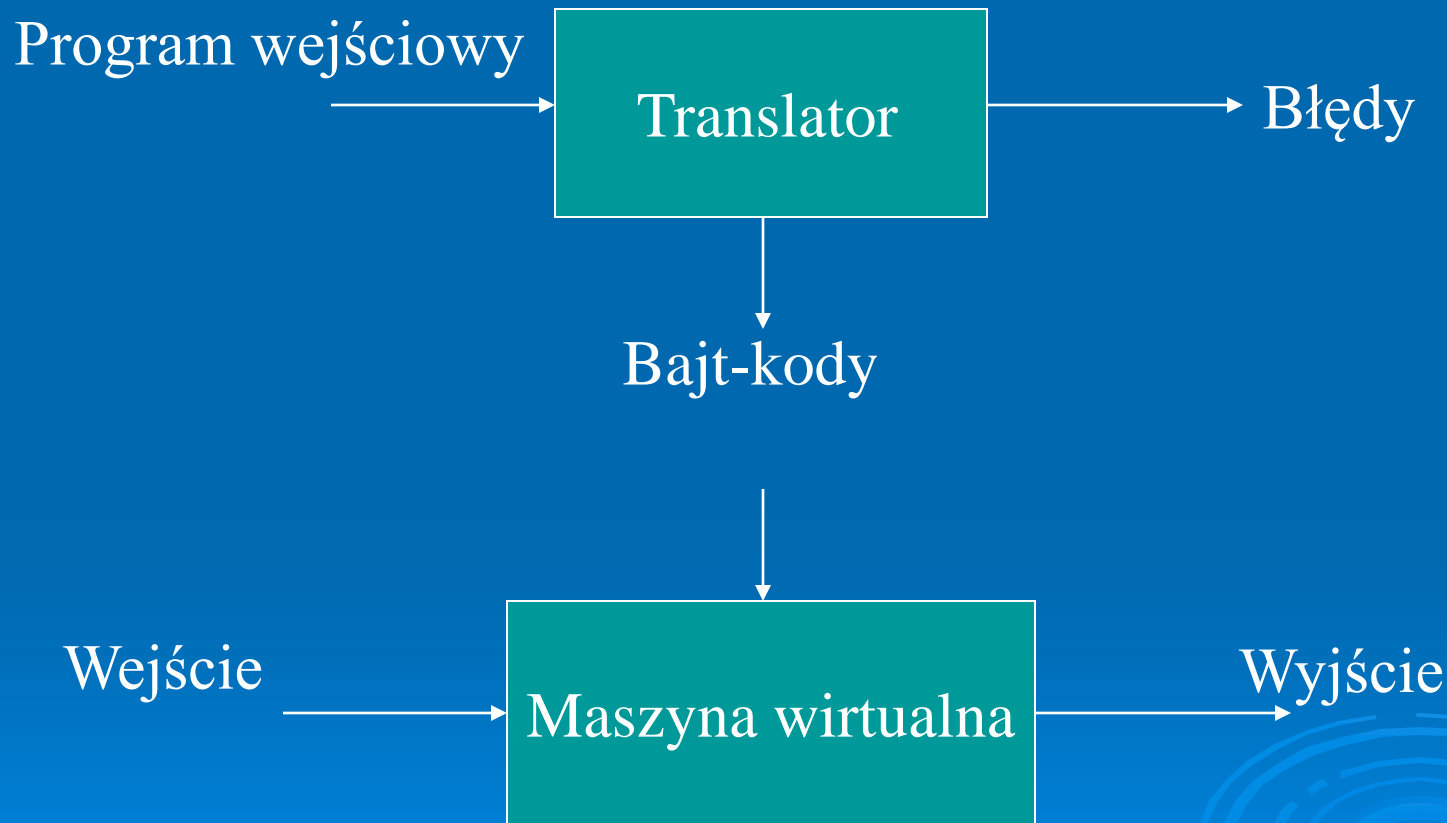 Program wejściowy
Translator
Błędy
Bajt-kody
Wejście
Maszyna wirtualna
Wyjście